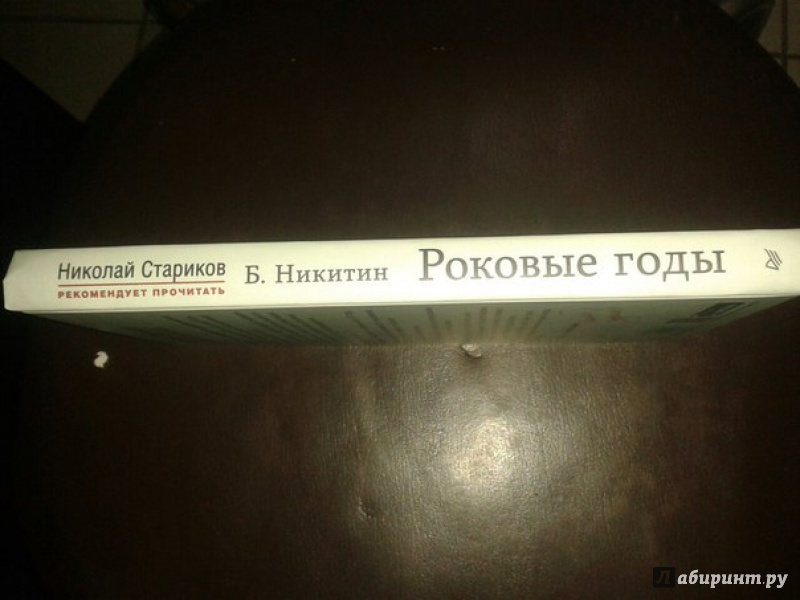 Николай Стариков
РЕКОМЕНДУЕТ ПРОЧИТАТЬ
Б. Никитин
Роковые годы
Лабиринт.ру